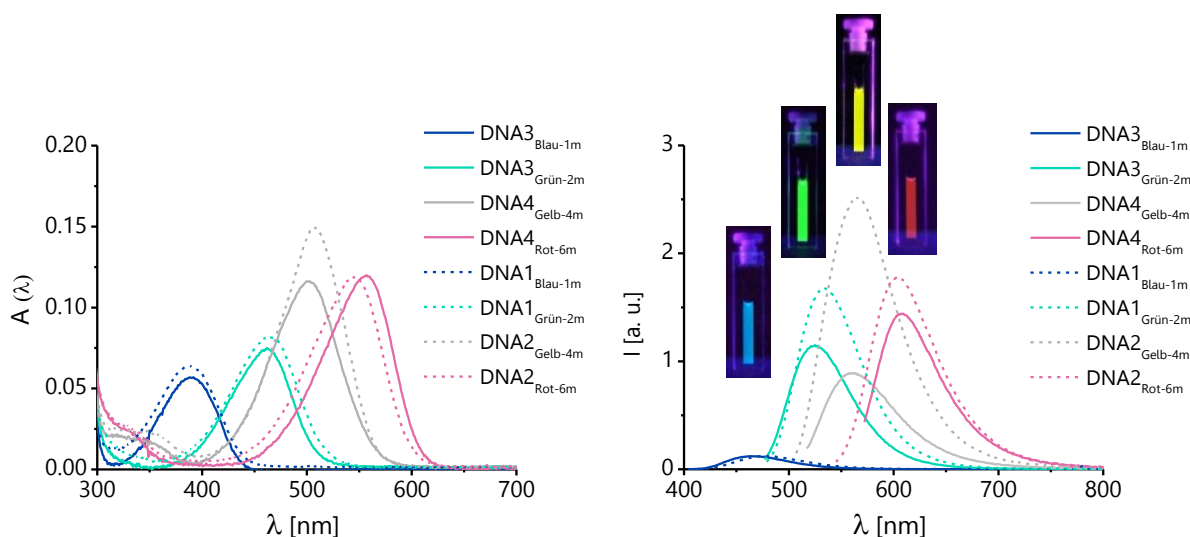 0.20
0.15
0.10
0.05
0.00
A (λ)
300
400
500
600
700
λ [nm]
DNA3Blau-1m
DNA3Grün-2m
DNA4Gelb-4m
DNA4Rot-6m
DNA1Blau-1m
DNA1Grün-2m
DNA2Gelb-4m
DNA2Rot-6m
3
2
1
0
I [a. u.]
400
500
600
700
800
λ [nm]
DNA3Blau-1m
DNA3Grün-2m
DNA4Gelb-4m
DNA4Rot-6m
DNA1Blau-1m
DNA1Grün-2m
DNA2Gelb-4m
DNA2Rot-6m